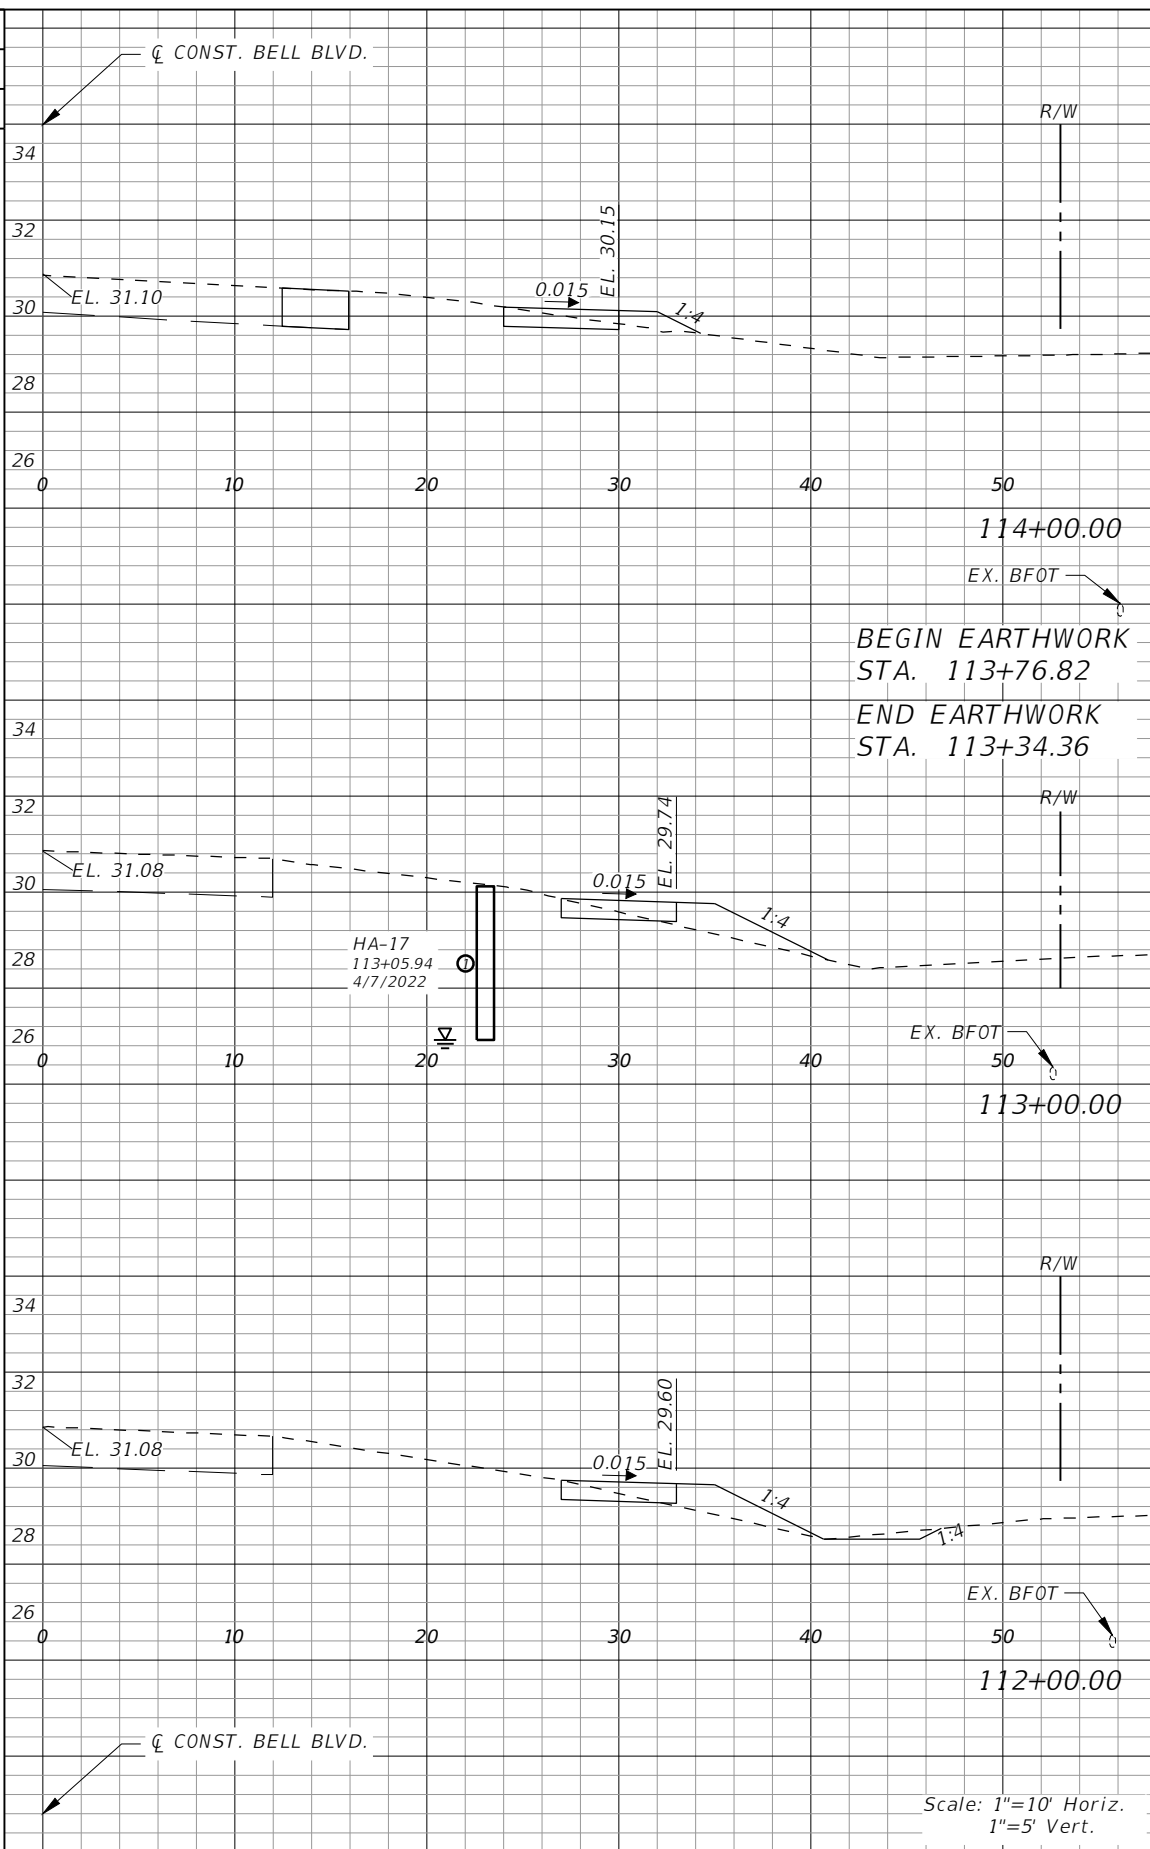 ℄ CONST. BELL BLVD.
R/W
34
32
EL. 30.15
0.015
EL. 31.10
30
1:4
28
26
0 10 20 30 40 50
114+00.00
EX. BFOT
BEGIN EARTHWORK
STA. 113+76.82
END EARTHWORK
STA. 113+34.36
34
R/W
32
EL. 29.74
EL. 31.08
0.015
30
1:4
HA-17
113+05.94
4/7/2022
1
28
26
EX. BFOT
0 10 20 30 40 50
113+00.00
R/W
34
32
EL. 29.60
EL. 31.08
0.015
30
1:4
28
1:4
EX. BFOT
26
0 10 20 30 40 50
112+00.00
℄ CONST. BELL BLVD.
Scale: 1"=10' Horiz.
1"=5' Vert.